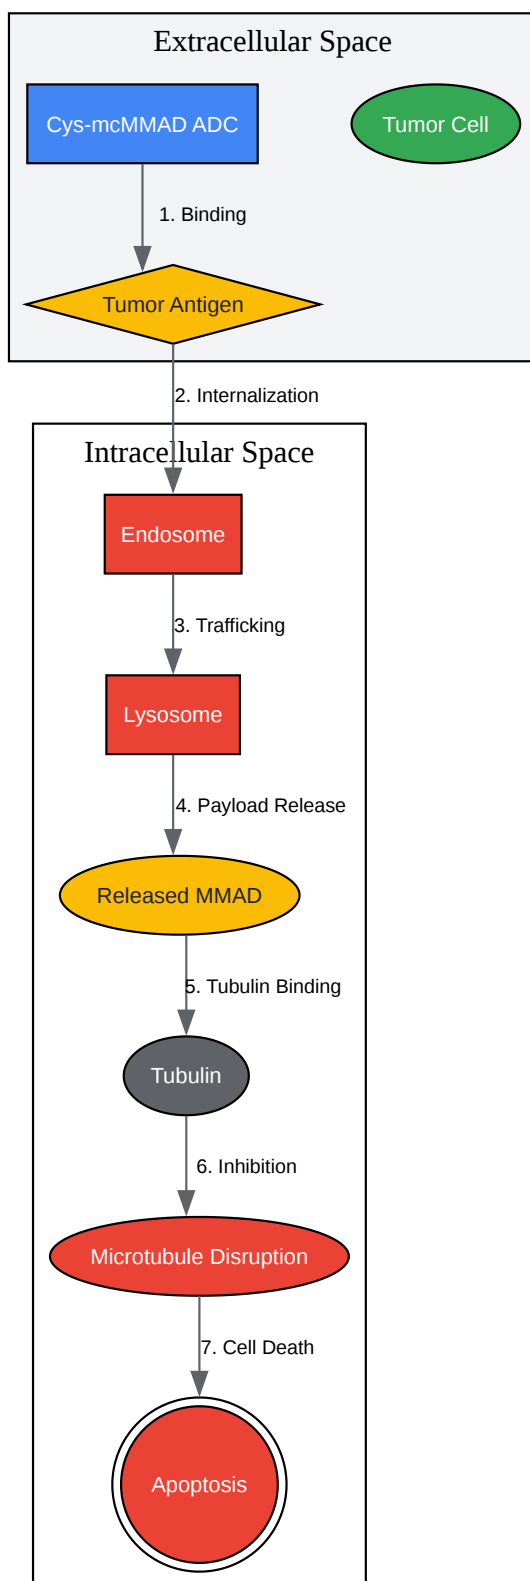 Extracellular Space
Cys-mcMMAD ADC
Tumor Cell
1. Binding
Tumor Antigen
2. Internalization
Intracellular Space
Endosome
3. Trafficking
Lysosome
4. Payload Release
Released MMAD
5. Tubulin Binding
Tubulin
6. Inhibition
Microtubule Disruption
7. Cell Death
Apoptosis